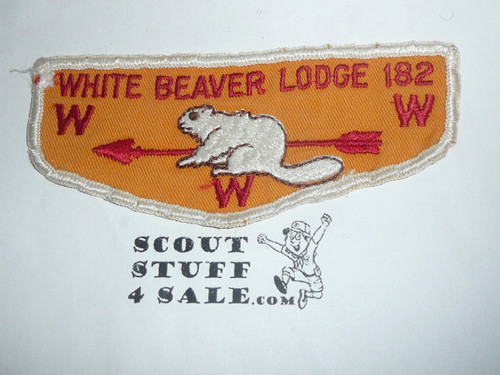 WHITE BEAVER LODGE 182
W W
W
SCOUT
STUFF
4 SALE.COM